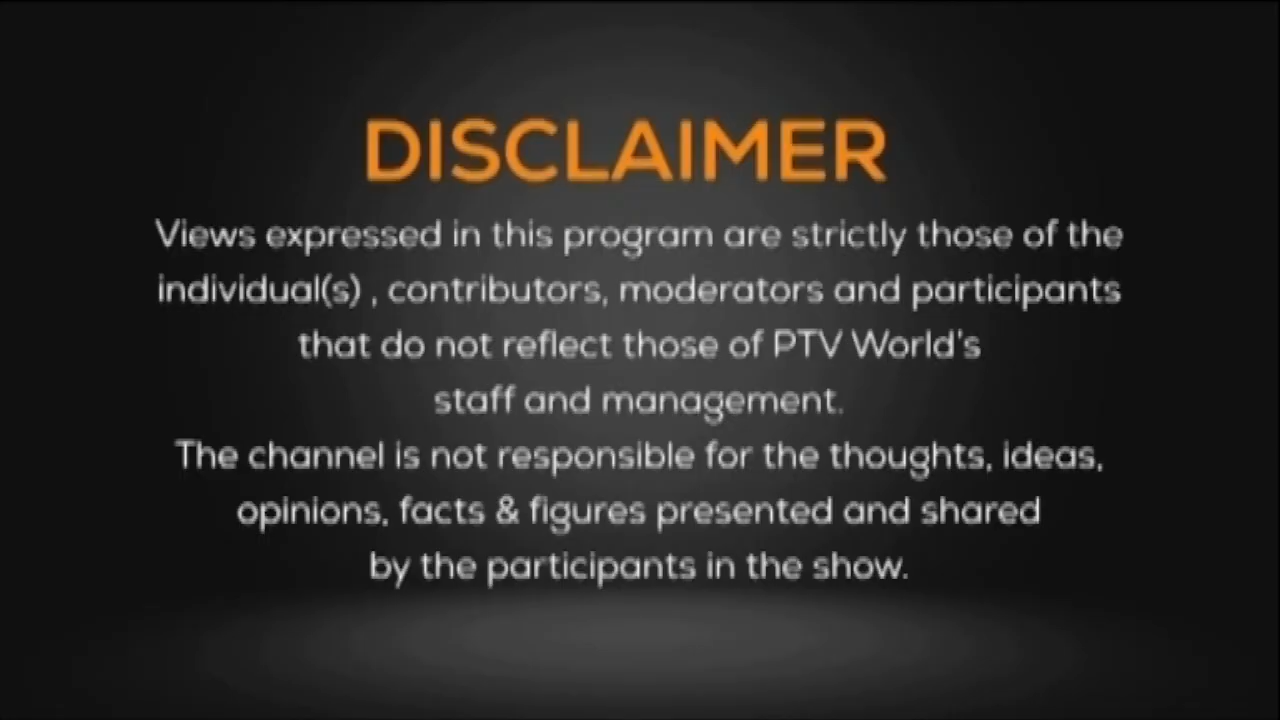 DISCLAIMER
Views expressed in this program are strictly those of the
individual(s) , contributors, moderators and participants
that do not reflect those of PTV World's
staff and management.
The channel is not responsible for the thoughts, ideas,
opinions, facts & figures presented and shared
by the participants in the show.